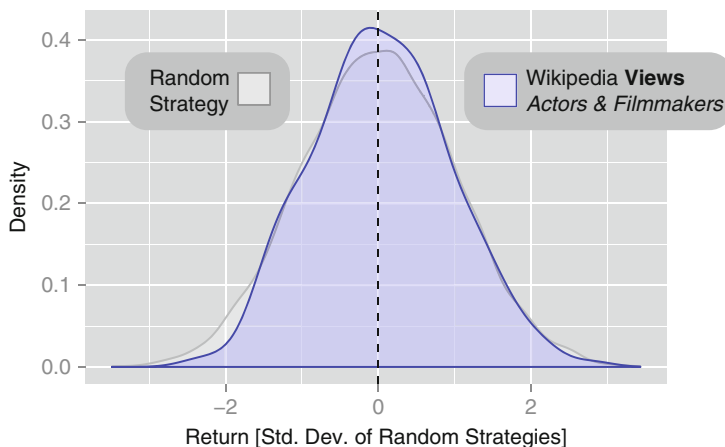 0.4
0.3
0.2
0.1
0.0
Density
Random
Strategy
Wikipedia Views
Actors & Filmmakers
−2
0
2
Return [Std. Dev. of Random Strategies]